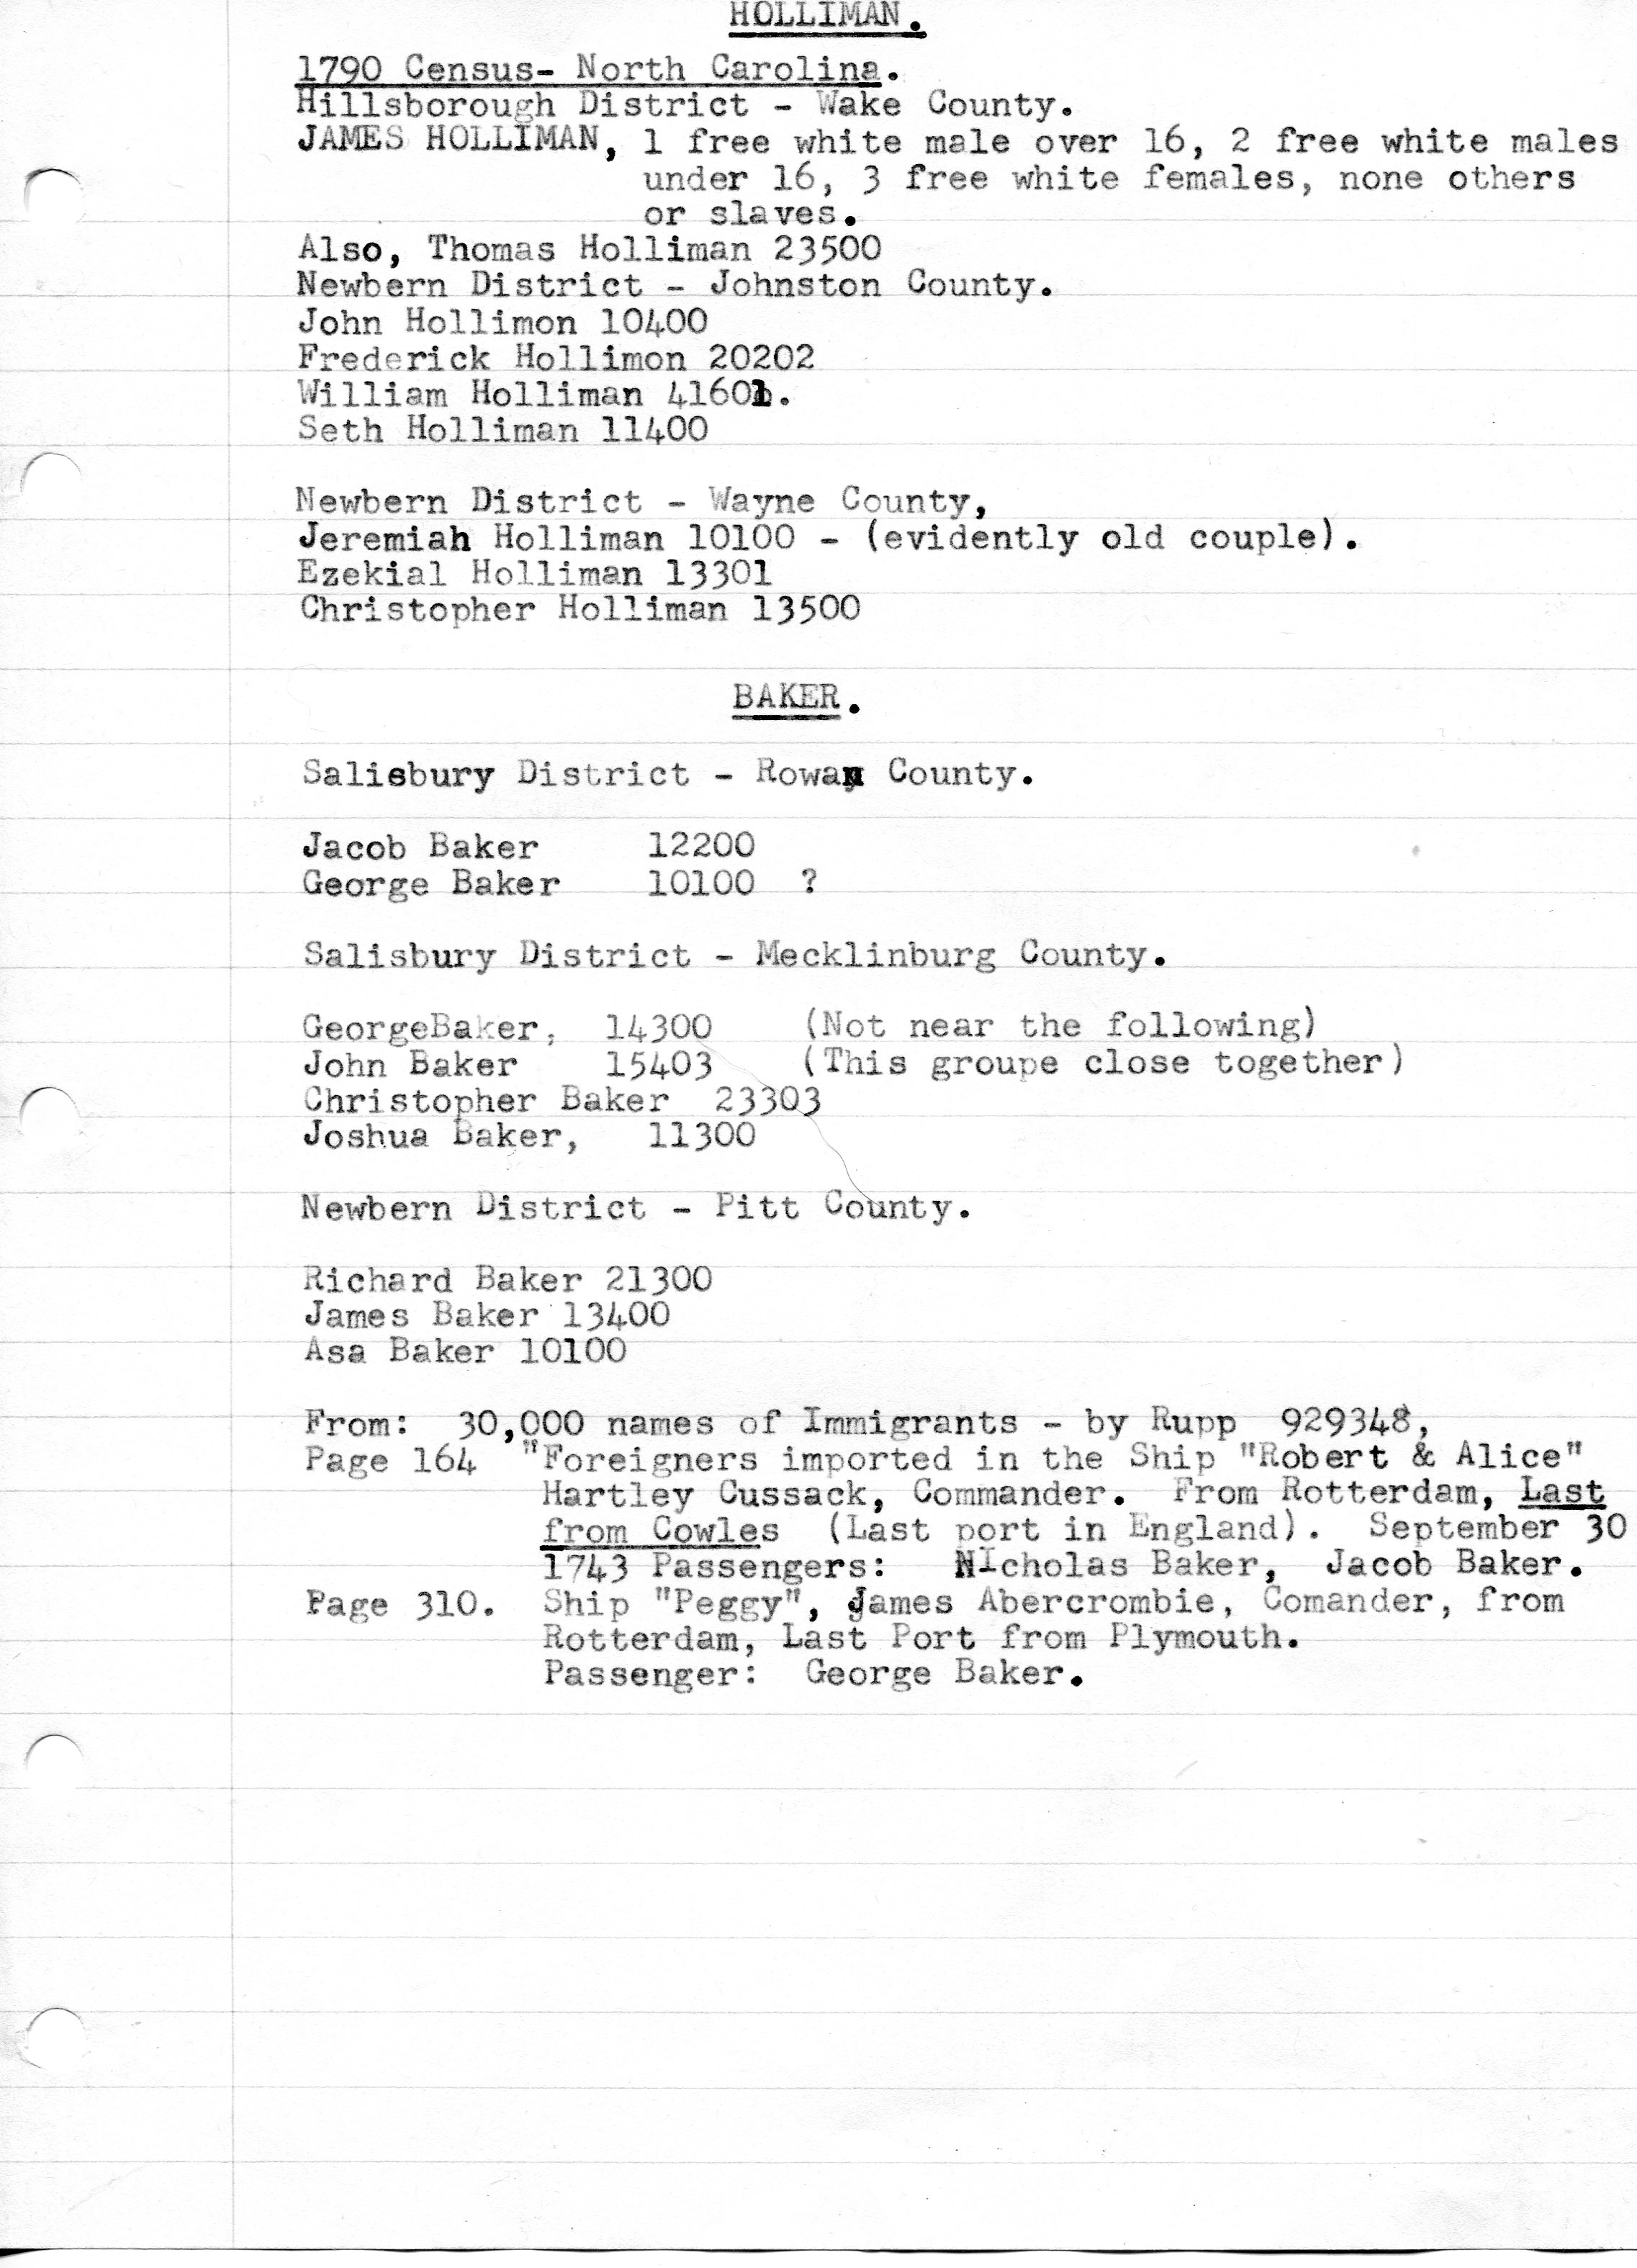 HOLLIMAN.
1790 Census- North Carolina.
Hillsborough District - Wake County.
JAMES HOLLIMAN, 1 free white male over 16, 2 free white males
under 16, 3 free white females, none others
or slaves.
Also, Thomas Holliman 23500
Newbern District - Johnston County.
John Hollimon 10400
Frederick Hollimon 20202
William Holliman 41601.
Seth Holliman 11400
Newbern District - Wayne County,
Jeremiah Holliman 10100 - (evidently old couple).
Ezekial Holliman 13301
Christopher Holliman 13500
BAKER.
Salisbury District - Rowan County.
Jacob Baker 12200
George Baker 10100 ?
Salisbury District - Mecklinburg County.
GeorgeBaker, 14300 (Not near the following)
John Baker 15403 (This groupe close together)
Christopher Baker 23303
Joshua Baker, 11300
Newbern District - Pitt County.
Richard Baker 21300
James Baker 13400
Asa Baker 10100
From: 30,000 names of Immigrants - by Rupp 929348,
Page 164 "Foreigners imported in the Ship "Robert & Alice"
Hartley Cussack, Commander. From Rotterdam, Last
from Cowles (Last port in England). September 30
1743 Passengers: NIcholas Baker, Jacob Baker.
Page 310. Ship "Peggy", James Abercrombie, Comander, from
Rotterdam, Last Port from Plymouth.
Passenger: George Baker.